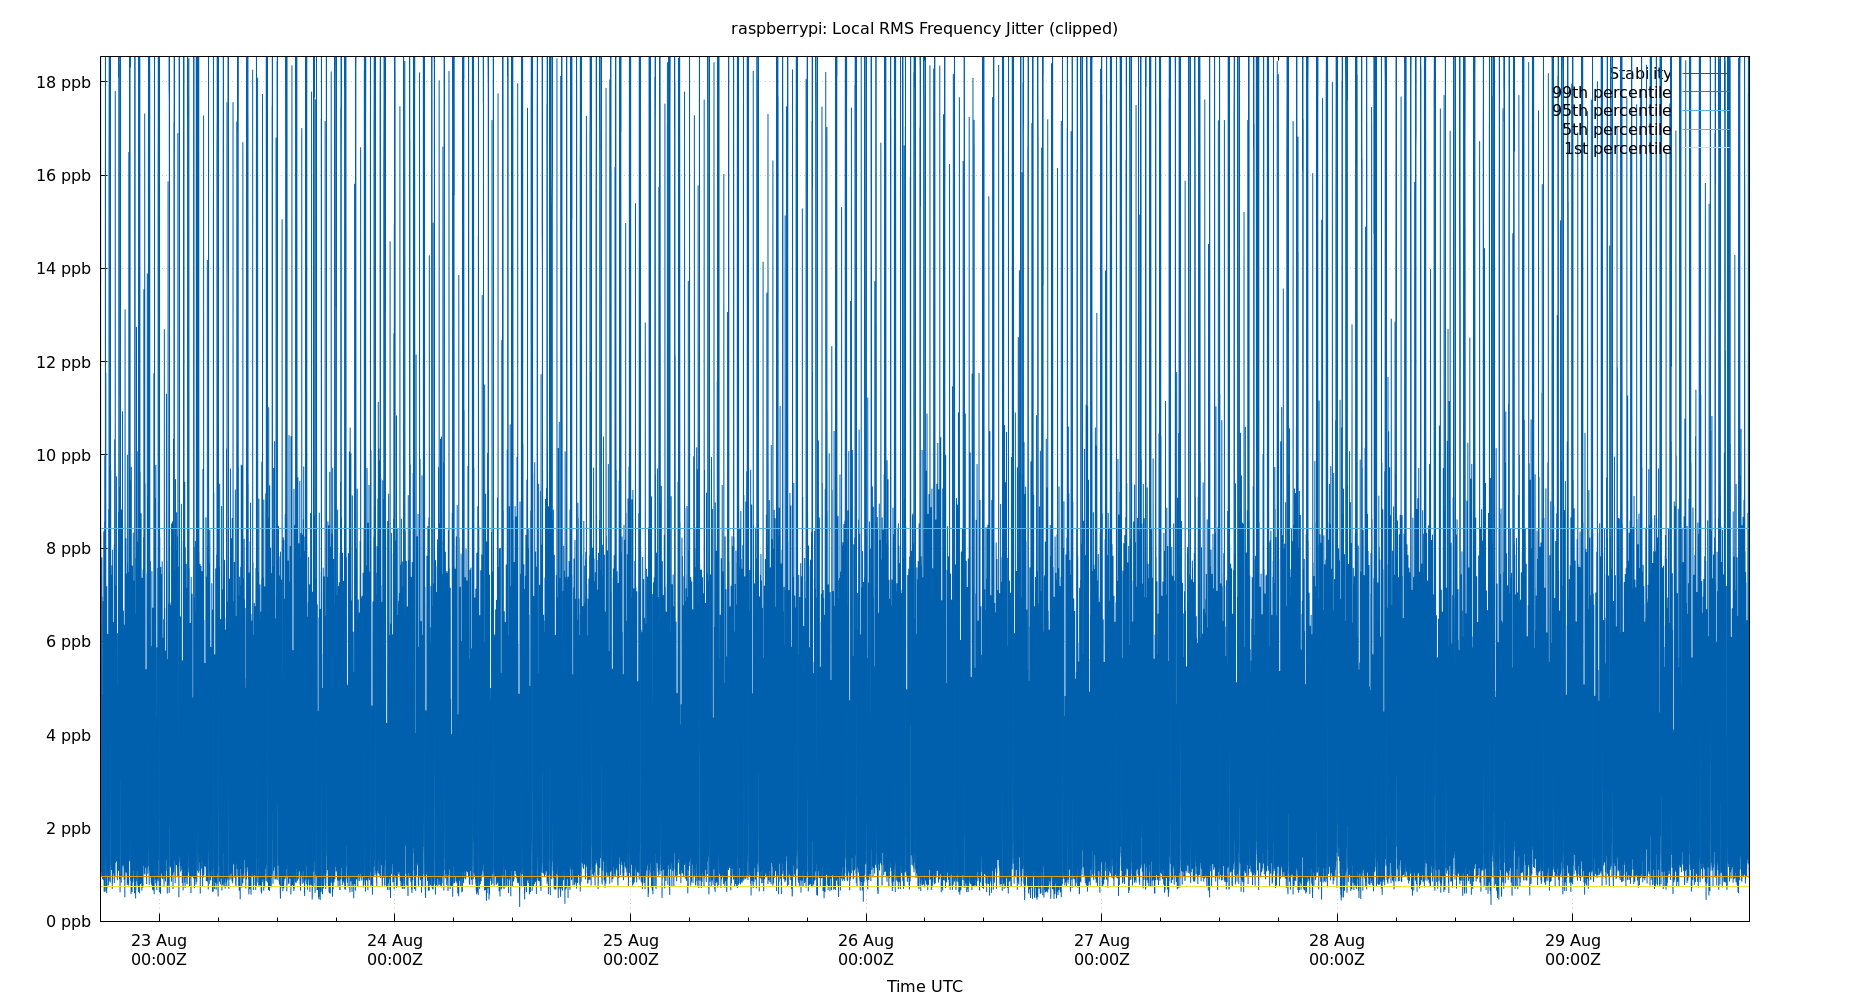 raspberrypi: Local RMS Frequency Jitter (clipped)
18 ppb
16 ppb
14 ppb
12 ppb
10 ppb
8 ppb
6 ppb
4 ppb
2 ppb
0 ppb
Stability
99th percentile
95th percentile
5th percentile
1st percentile
23 Aug
00:00Z
24 Aug
00:00Z
25 Aug
00:00Z
26 Aug
00:00Z
27 Aug
00:00Z
28 Aug
00:00Z
29 Aug
00:00Z
Time UTC